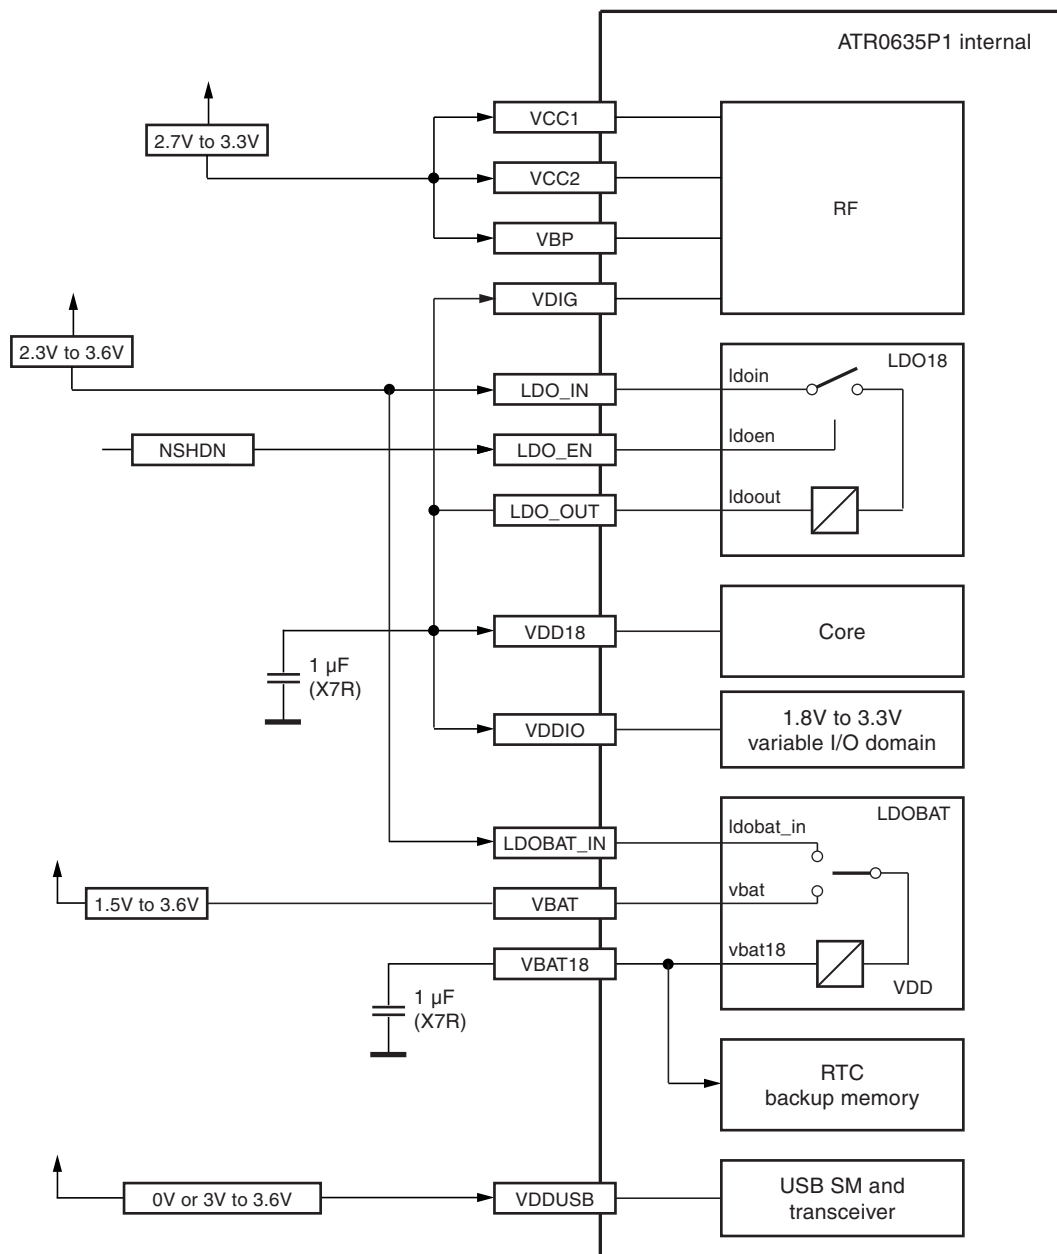 ATR0635P1 internal
VCC1
2.7V to 3.3V
VCC2
RF
VBP
VDIG
2.3V to 3.6V
LDO18
ldoin
LDO_IN
NSHDN
LDO_EN
ldoen
LDO_OUT
ldoout
VDD18
Core
1 µF
(X7R)
VDDIO
1.8V to 3.3V
variable I/O domain
LDOBAT
ldobat_in
LDOBAT_IN
1.5V to 3.6V
VBAT
vbat
VBAT18
vbat18
VDD
1 µF
(X7R)
RTC
backup memory
0V or 3V to 3.6V
VDDUSB
USB SM and
transceiver